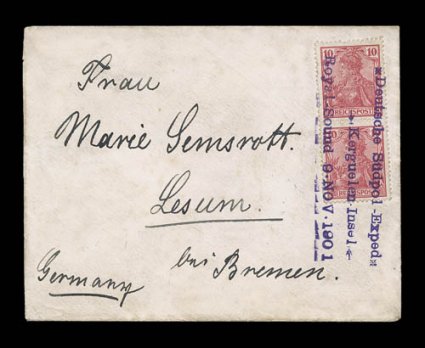 Frau
Marie Semsrott.
Lesum.
bei Bremen.
Germany
10
REICHSPOST
*Deutsche Südpol-Exped*
Kerguelen-Insel
Royal-Sound 9 NOV.1901